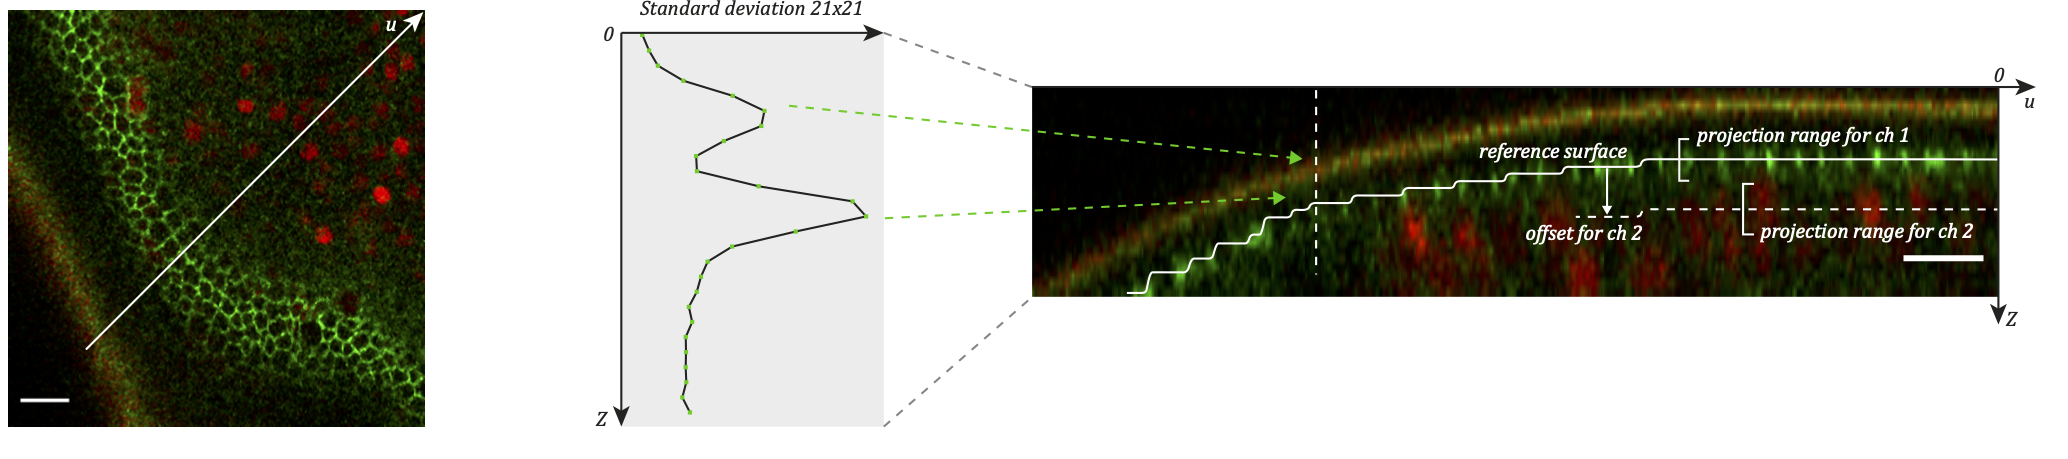 u
Standard deviation 21x21
0
Z
0
u
projection range for ch 1
reference surface
offset for ch 2
projection range for ch 2
Z